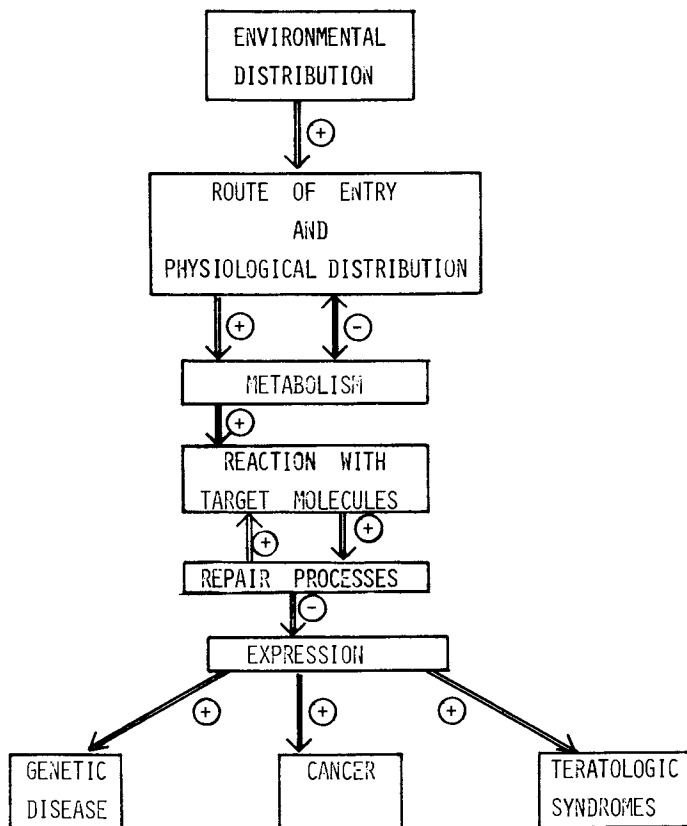 ENVIRONMENTAL
DISTRIBUTION
+
ROUTE OF ENTRY
AND
PHYSIOLOGICAL DISTRIBUTION
+
-
METABOLISM
+
REACTION WITH
TARGET MOLECULES
+
+
REPAIR PROCESSES
-
EXPRESSION
+
+
+
GENETIC
DISEASE
CANCER
TERATOLOGIC
SYNDROMES